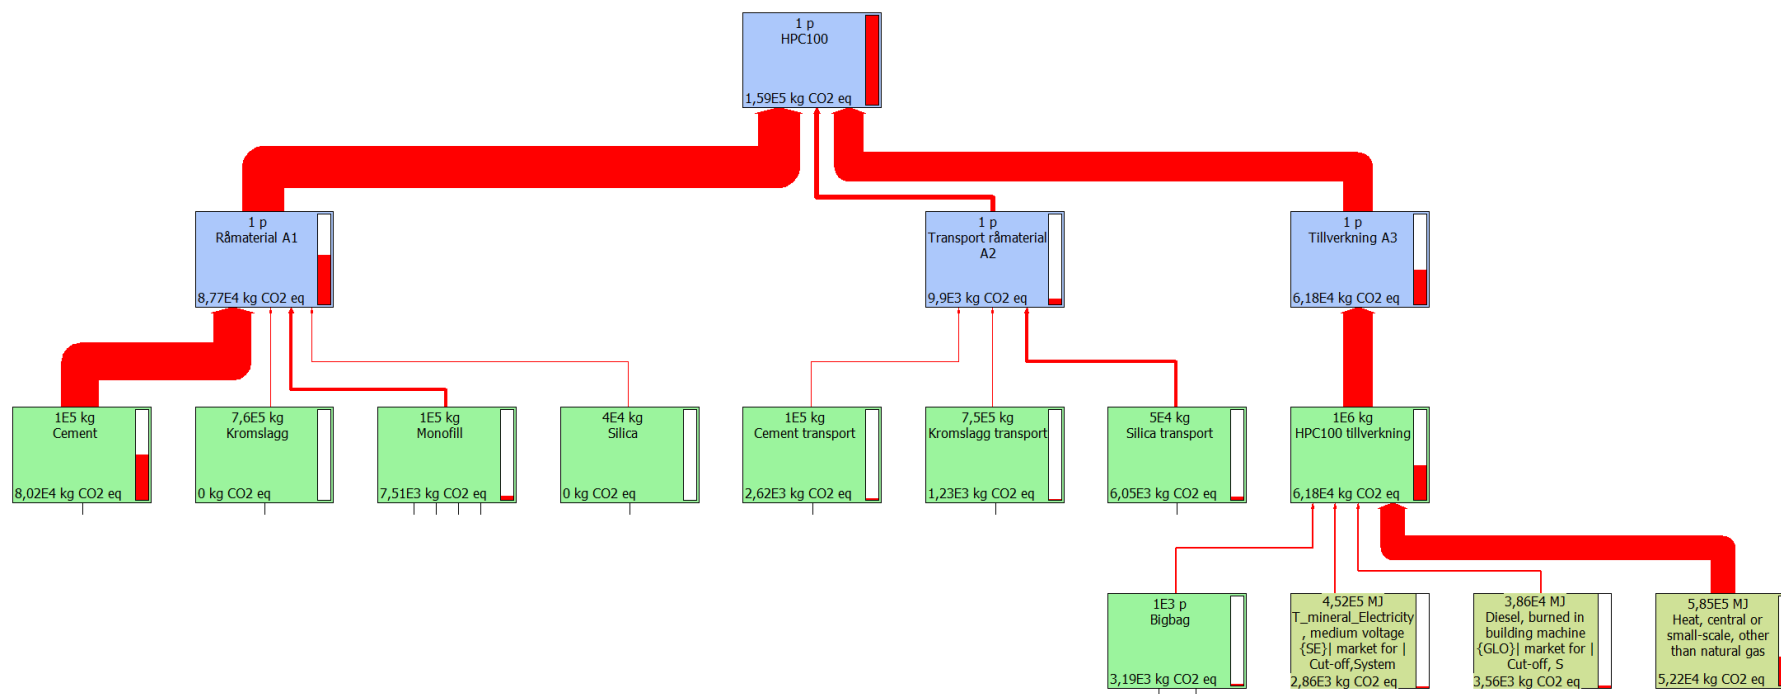 1 p
HPC100
1,59E5 kg CO2 eq
1 p
Råmaterial A1
8,77E4 kg CO2 eq
1 p
Transport råmaterial
A2
9,9E3 kg CO2 eq
1 p
Tillverkning A3
6,18E4 kg CO2 eq
1E5 kg
Cement
8,02E4 kg CO2 eq
7,6E5 kg
Kromslagg
0 kg CO2 eq
1E5 kg
Monofill
7,51E3 kg CO2 eq
4E4 kg
Silica
0 kg CO2 eq
1E5 kg
Cement transport
2,62E3 kg CO2 eq
7,5E5 kg
Kromslagg transport
1,23E3 kg CO2 eq
5E4 kg
Silica transport
6,05E3 kg CO2 eq
1E6 kg
HPC100 tillverkning
6,18E4 kg CO2 eq
1E3 p
Bigbag
3,19E3 kg CO2 eq
4,52E5 MJ
T_mineral_Electricity
, medium voltage
{SE}| market for |
Cut-off,System
2,86E3 kg CO2 eq
3,86E4 MJ
Diesel, burned in
building machine
{GLO}| market for |
Cut-off, S
3,56E3 kg CO2 eq
5,85E5 MJ
Heat, central or
small-scale, other
than natural gas
5,22E4 kg CO2 eq